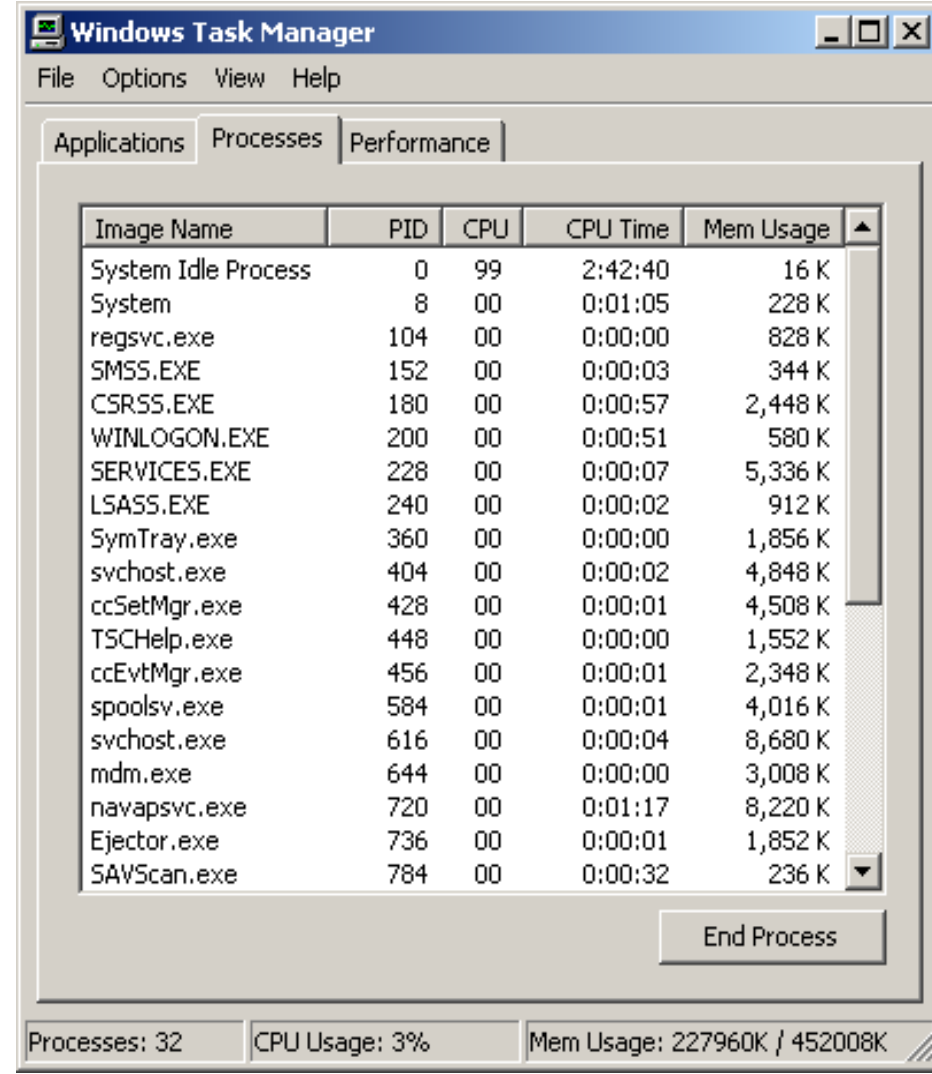 Windows Task Manager
File Options View Help
Applications Processes Performance
Image Name PID CPU CPU Time Mem Usage
System Idle Process 0 99 2:42:40 16 K
System 8 00 0:01:05 228 K
regsvc.exe 104 00 0:00:00 828 K
SMSS.EXE 152 00 0:00:03 344 K
CSRSS.EXE 180 00 0:00:57 2,448 K
WINLOGON.EXE 200 00 0:00:51 580 K
SERVICES.EXE 228 00 0:00:07 5,336 K
LSASS.EXE 240 00 0:00:02 912 K
SymTray.exe 360 00 0:00:00 1,856 K
svchost.exe 404 00 0:00:02 4,848 K
ccSetMgr.exe 428 00 0:00:01 4,508 K
TSCHelp.exe 448 00 0:00:00 1,552 K
ccEvtMgr.exe 456 00 0:00:01 2,348 K
spoolsv.exe 584 00 0:00:01 4,016 K
svchost.exe 616 00 0:00:04 8,680 K
mdm.exe 644 00 0:00:00 3,008 K
navapsvc.exe 720 00 0:01:17 8,220 K
Ejector.exe 736 00 0:00:01 1,852 K
SAVScan.exe 784 00 0:00:32 236 K
End Process
Processes: 32 CPU Usage: 3% Mem Usage: 227960K / 452008K